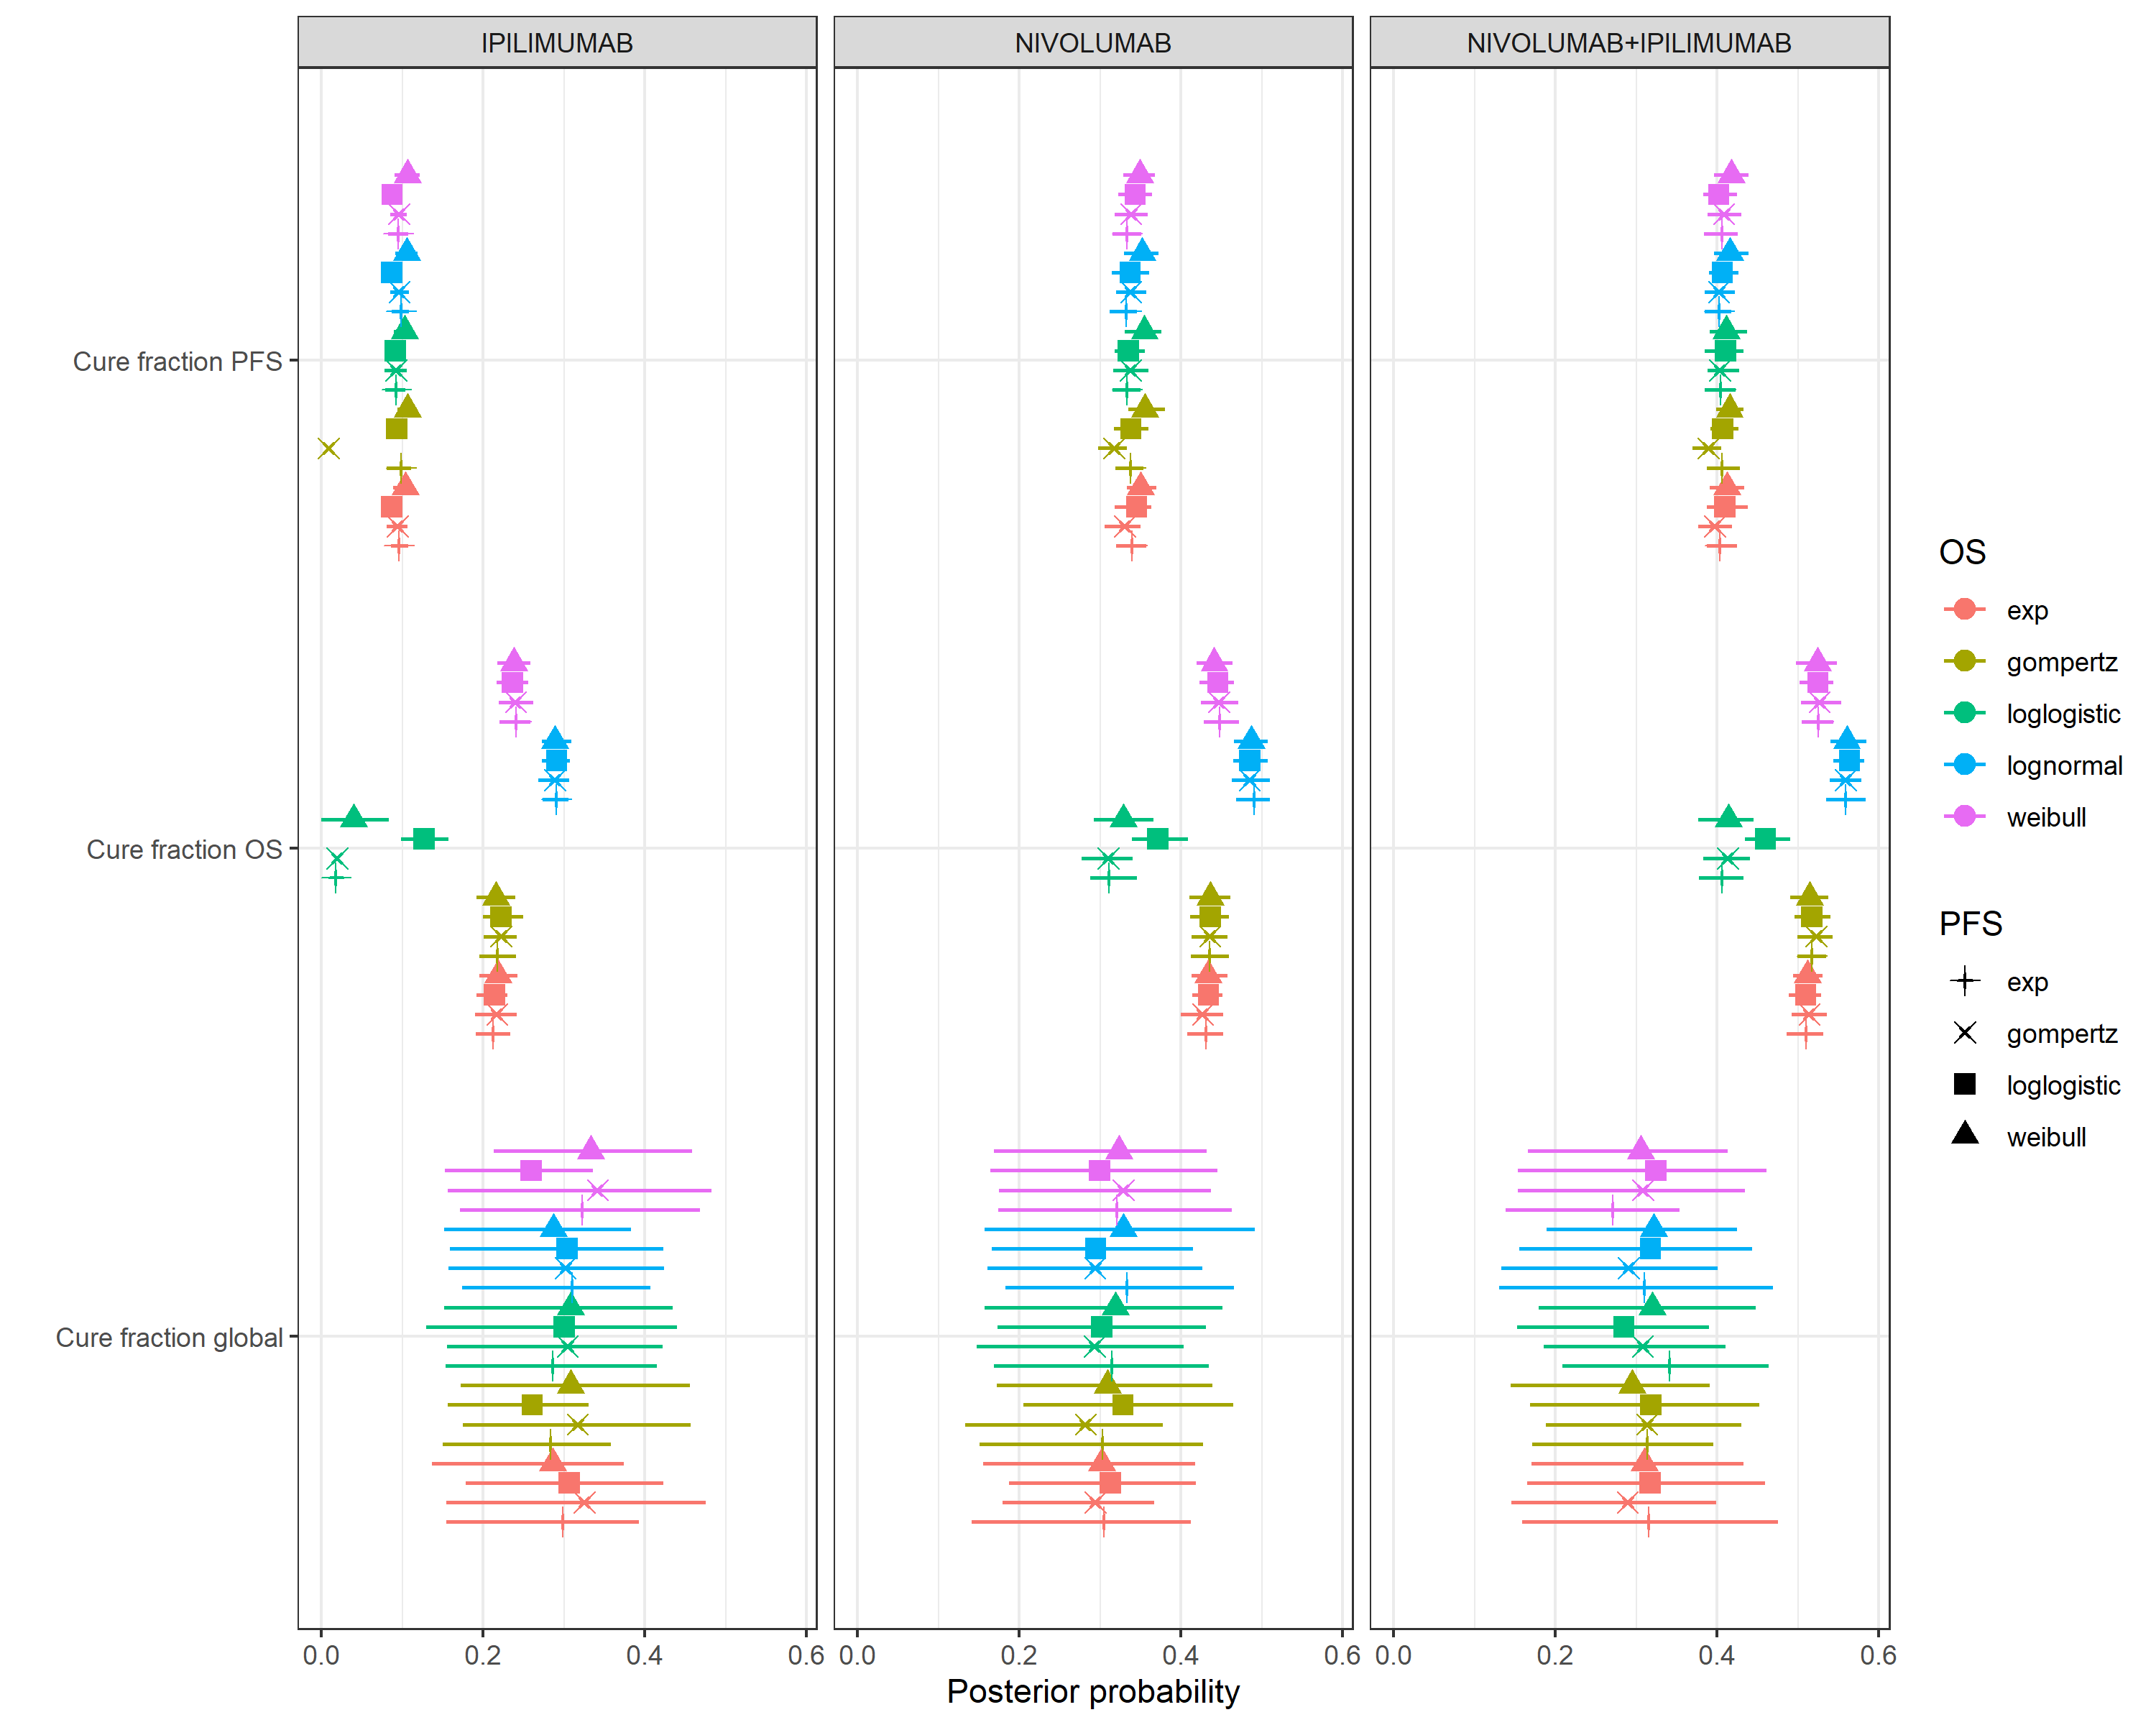 IPILIMUMAB NIVOLUMAB NIVOLUMAB+IPILIMUMAB
Cure fraction PFS
Cure fraction OS
Cure fraction global
0.0 0.2 0.4 0.6 0.0 0.2 0.4 0.6 0.0 0.2 0.4 0.6
Posterior probability
OS
exp
gompertz
loglogistic
lognormal
weibull
PFS
exp
gompertz
loglogistic
weibull